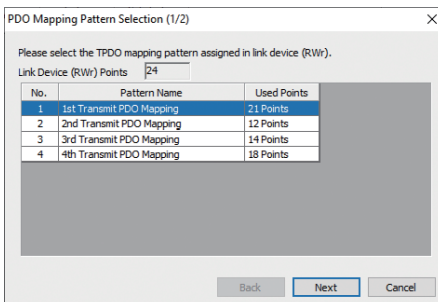 PDO Mapping Pattern Selection (1/2)
Please select the TPDO mapping pattern assigned in link device (RWr).
Link Device (RWr) Points 24
No. Pattern Name Used Points
1 1st Transmit PDO Mapping 21 Points
2 2nd Transmit PDO Mapping 12 Points
3 3rd Transmit PDO Mapping 14 Points
4 4th Transmit PDO Mapping 18 Points
Back Next Cancel